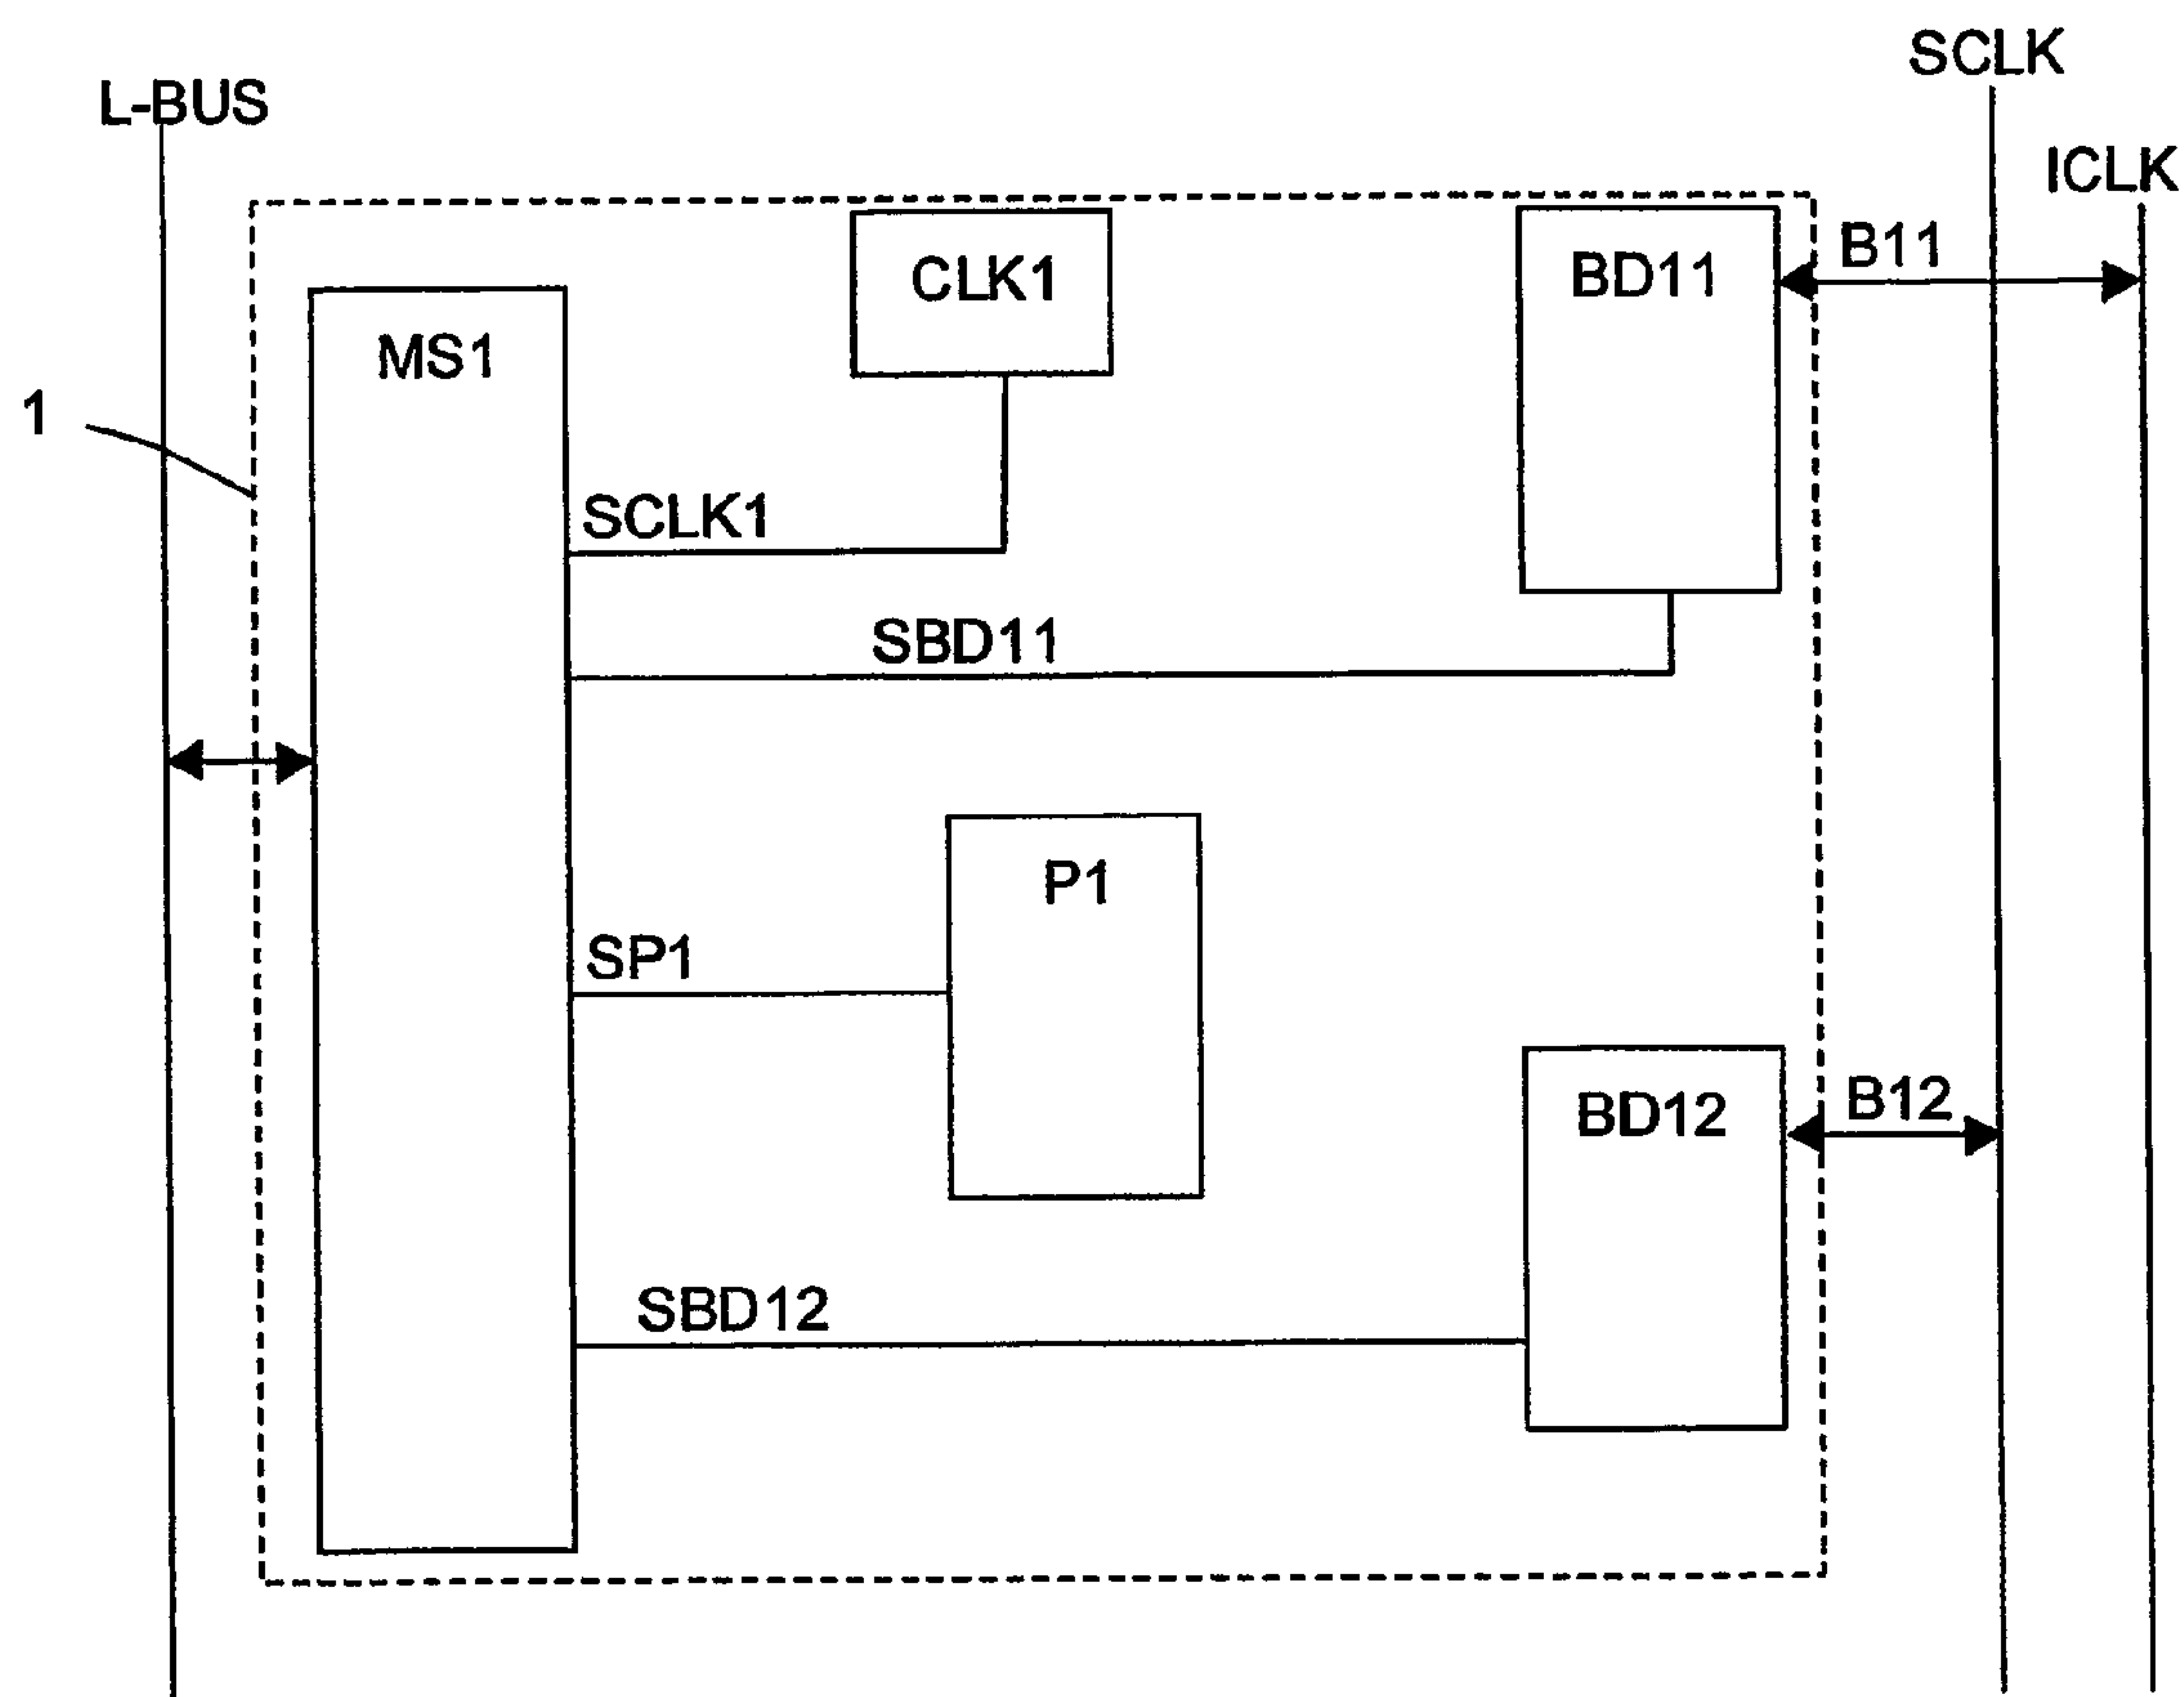 SCLK
L-BUS
ICLK
B11
CLK1
BD11
MS1
1
SCLK1
SBD11
P1
SP1
B12
BD12
SBD12